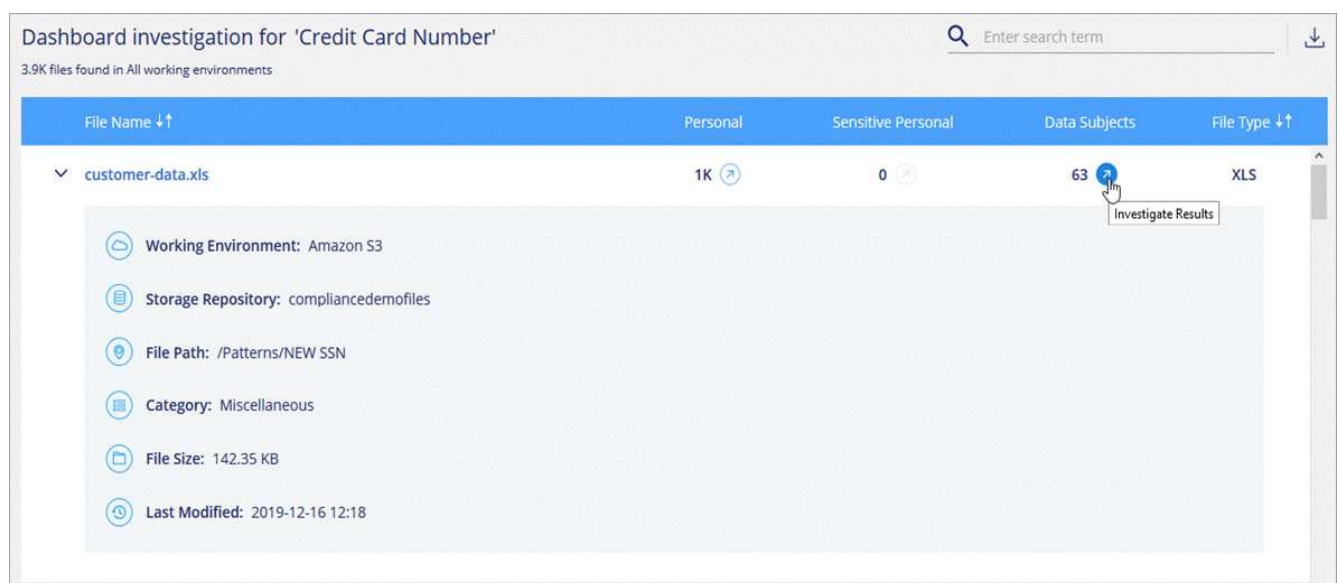 Dashboard investigation for 'Credit Card Number'
Enter search term
3.9K files found in All working environments
File Name Personal Sensitive Personal Data Subjects File Type
customer-data.xls 1K 0 63 XLS
Investigate Results
Working Environment: Amazon S3
Storage Repository: compliancedemofiles
File Path: /Patterns/NEW SSN
Category: Miscellaneous
File Size: 142.35 KB
Last Modified: 2019-12-16 12:18